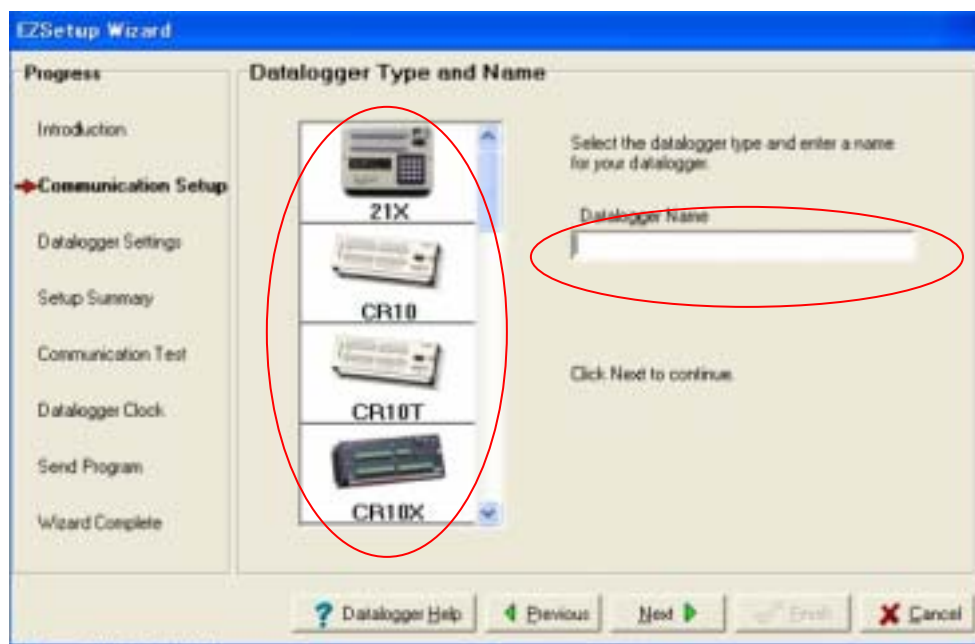 EZSetup Wizard
Progress
Introduction
Communication Setup
Datalogger Settings
Setup Summary
Communication Test
Datalogger Clock
Send Program
Wizard Complete
Datalogger Type and Name
21X
CR10
CR10T
CR10X
Select the datalogger type and enter a name
for your datalogger.
Datalogger Name
Click Next to continue.
? Datalogger Help
Previous
Next
Finish
Cancel